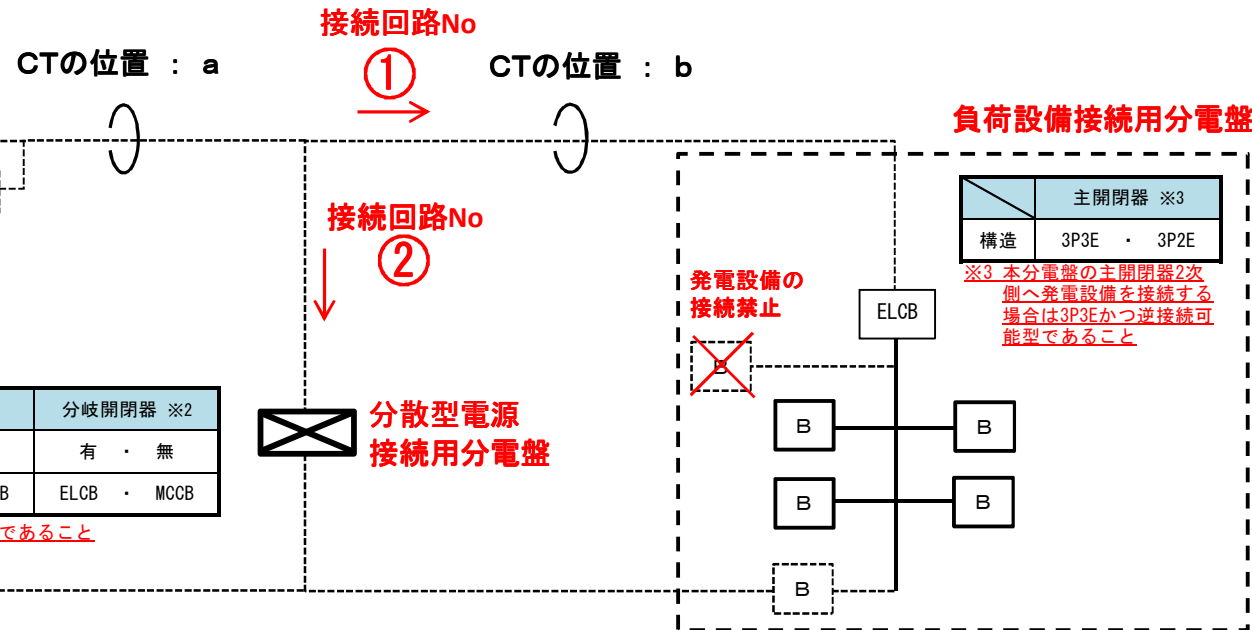 接続回路No
①
CTの位置 : a
CTの位置 : b
負荷設備接続用分電盤
主開閉器 ※3
構造 3P3E ・ 3P2E
※3 本分電盤の主開閉器2次
側へ発電設備を接続する
場合は3P3Eかつ逆接続可
能型であること
接続回路No
②
発電設備の
接続禁止
ELCB
B
分岐開閉器 ※2
有 ・ 無
B ELCB ・ MCCB
であること
分散型電源
接続用分電盤
B B
B B
B